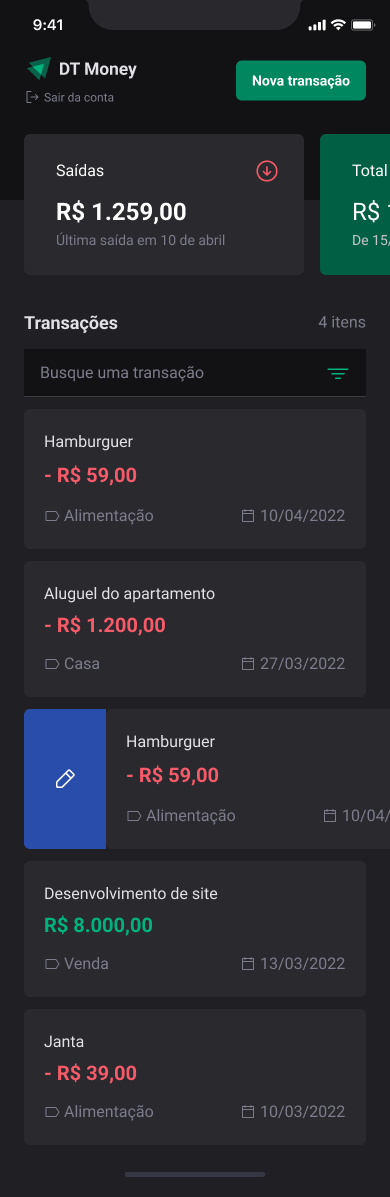 9:41
DT Money
Sair da conta
Nova transação
Saídas
R$ 1.259,00
Última saída em 10 de abril
Total
R$
De 15/
Transações
4 itens
Busque uma transação
Hamburguer
- R$ 59,00
Alimentação 10/04/2022
Aluguel do apartamento
- R$ 1.200,00
Casa 27/03/2022
Hamburguer
- R$ 59,00
Alimentação 10/04/
Desenvolvimento de site
R$ 8.000,00
Venda 13/03/2022
Janta
- R$ 39,00
Alimentação 10/03/2022